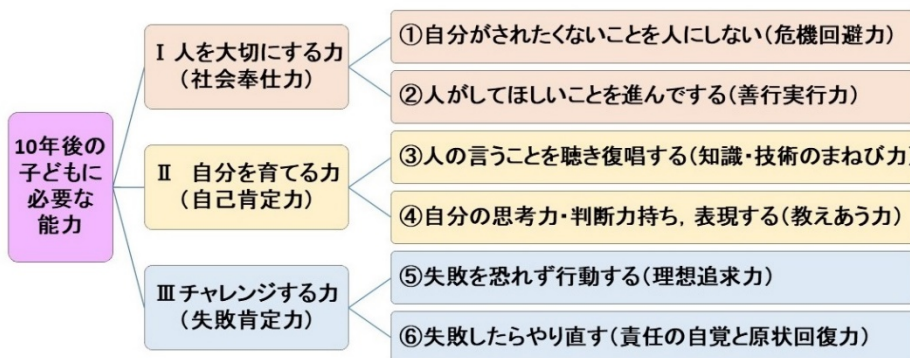 10年後の
子どもに
必要な
能力
Ⅰ 人を大切にする力
(社会奉仕力)
①自分がされたくないことを人にしない(危機回避力)
②人がしてほしいことを進んでする(善行実行力)
Ⅱ 自分を育てる力
(自己肯定力)
③人の言うことを聴き復唱する(知識・技術のまねび力)
④自分の思考力・判断力持ち，表現する(教えあう力)
Ⅲチャレンジする力
(失敗肯定力)
⑤失敗を恐れず行動する(理想追求力)
⑥失敗したらやり直す(責任の自覚と原状回復力)